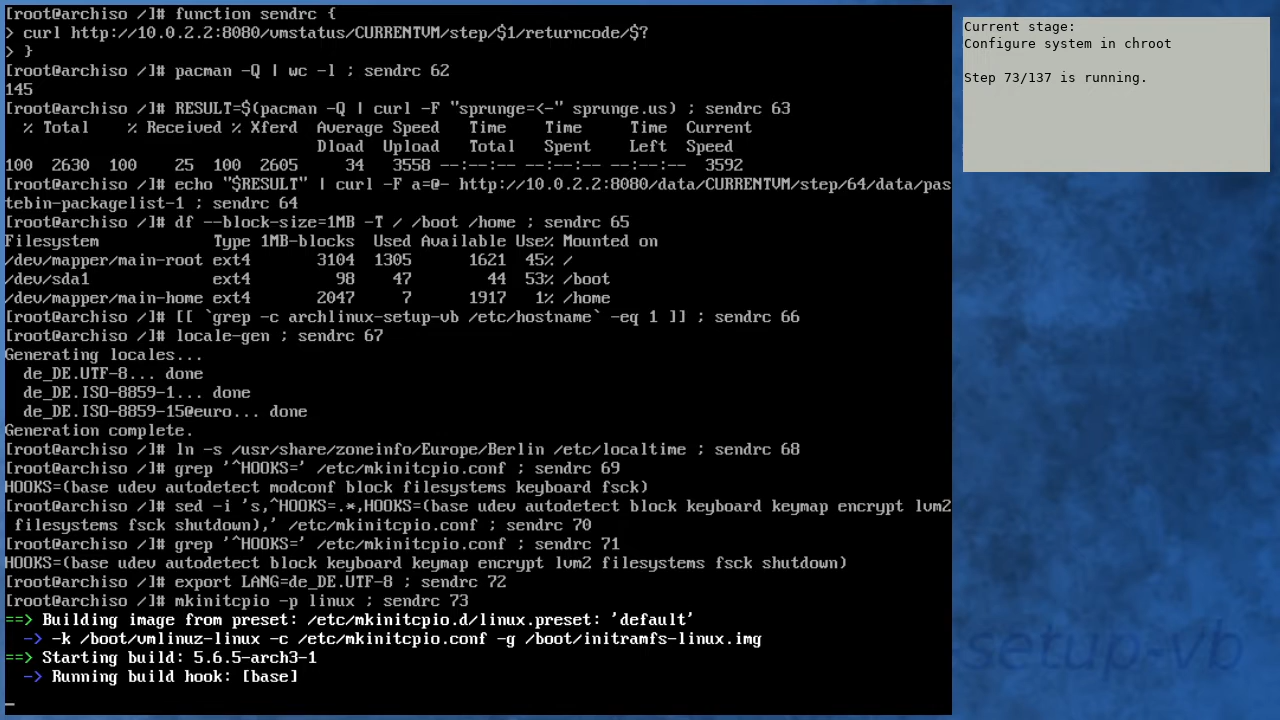 [root@archiso /]# function sendrc {
> curl http://10.0.2.2:8080/vmstatus/CURRENTVM/step/$1/returncode/$?
> }
[root@archiso /]# pacman -Q | wc -l ; sendrc 62
145
[root@archiso /]# RESULT=$(pacman -Q | curl -F "sprunge=<-" sprunge.us) ; sendrc 63
  % Total    % Received % Xferd  Average Speed   Time    Time     Time  Current
                                 Dload  Upload   Total   Spent    Left  Speed
100  2630  100    25  100  2605     34   3558 --:--:-- --:--:-- --:--:--  3592
[root@archiso /]# echo "$RESULT" | curl -F a=@- http://10.0.2.2:8080/data/CURRENTVM/step/64/data/pas
tebin-packagelist-1 ; sendrc 64
[root@archiso /]# df --block-size=1MB -T / /boot /home ; sendrc 65
Filesystem            Type 1MB-blocks  Used Available Use% Mounted on
/dev/mapper/main-root ext4       3104  1305      1621  45% /
/dev/sda1             ext4         98    47        44  53% /boot
/dev/mapper/main-home ext4       2047     7      1917   1% /home
[root@archiso /]# [[ `grep -c archlinux-setup-vb /etc/hostname` -eq 1 ]] ; sendrc 66
[root@archiso /]# locale-gen ; sendrc 67
Generating locales...
  de_DE.UTF-8... done
  de_DE.ISO-8859-1... done
  de_DE.ISO-8859-15@euro... done
Generation complete.
[root@archiso /]# ln -s /usr/share/zoneinfo/Europe/Berlin /etc/localtime ; sendrc 68
[root@archiso /]# grep '^HOOKS=' /etc/mkinitcpio.conf ; sendrc 69
HOOKS=(base udev autodetect modconf block filesystems keyboard fsck)
[root@archiso /]# sed -i 's,^HOOKS=.*,HOOKS=(base udev autodetect block keyboard keymap encrypt lvm2
 filesystems fsck shutdown),' /etc/mkinitcpio.conf ; sendrc 70
[root@archiso /]# grep '^HOOKS=' /etc/mkinitcpio.conf ; sendrc 71
HOOKS=(base udev autodetect block keyboard keymap encrypt lvm2 filesystems fsck shutdown)
[root@archiso /]# export LANG=de_DE.UTF-8 ; sendrc 72
[root@archiso /]# mkinitcpio -p linux ; sendrc 73
==> Building image from preset: /etc/mkinitcpio.d/linux.preset: 'default'
  -> -k /boot/vmlinuz-linux -c /etc/mkinitcpio.conf -g /boot/initramfs-linux.img
==> Starting build: 5.6.5-arch3-1
  -> Running build hook: [base]
_
Current stage:
Configure system in chroot
Step 73/137 is running.
setup-vb